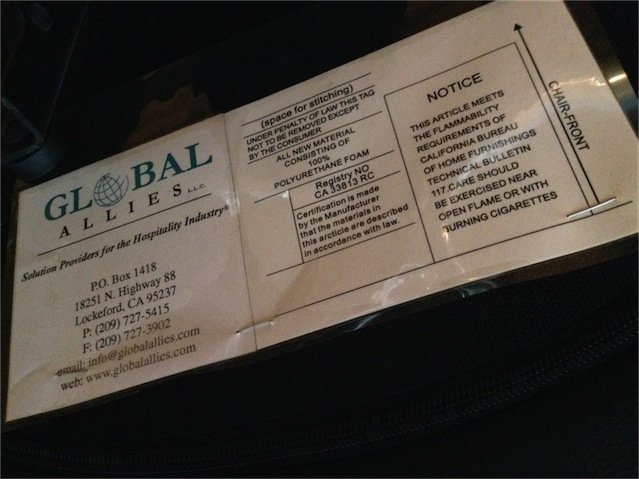 GLOBAL
ALLIES L.L.C.
Solution Providers for the Hospitality Industry®
P.O. Box 1418
18251 N. Highway 88
Lockeford, CA 95237
P: (209) 727-5415
F: (209) 727-3902
email: info@globalallies.com
web: www.globalallies.com
(space for stitching)
UNDER PENALTY OF LAW THIS TAG
NOT TO BE REMOVED EXCEPT
BY THE CONSUMER
ALL NEW MATERIAL
CONSISTING OF
100%
POLYURETHANE FOAM
Registry NO
CA 33813 RC
Certification is made
by the Manufacturer
that the materials in
this arcticle are described
in accordance with law.
NOTICE
THIS ARTICLE MEETS
THE FLAMMABILITY
REQUIREMENTS OF
CALIFORNIA BUREAU
OF HOME FURNISHINGS
TECHNICAL BULLETIN
117.CARE SHOULD
BE EXERCISED NEAR
OPEN FLAME OR WITH
BURNING CIGARETTES
CHAIR-FRONT